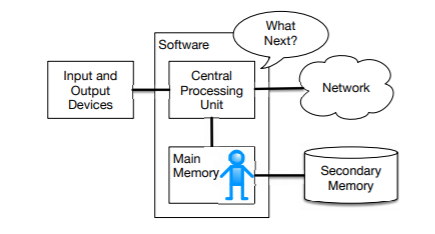 What
Next?
Software
Input and
Output
Devices
Central
Processing
Unit
Network
Main
Memory
Secondary
Memory